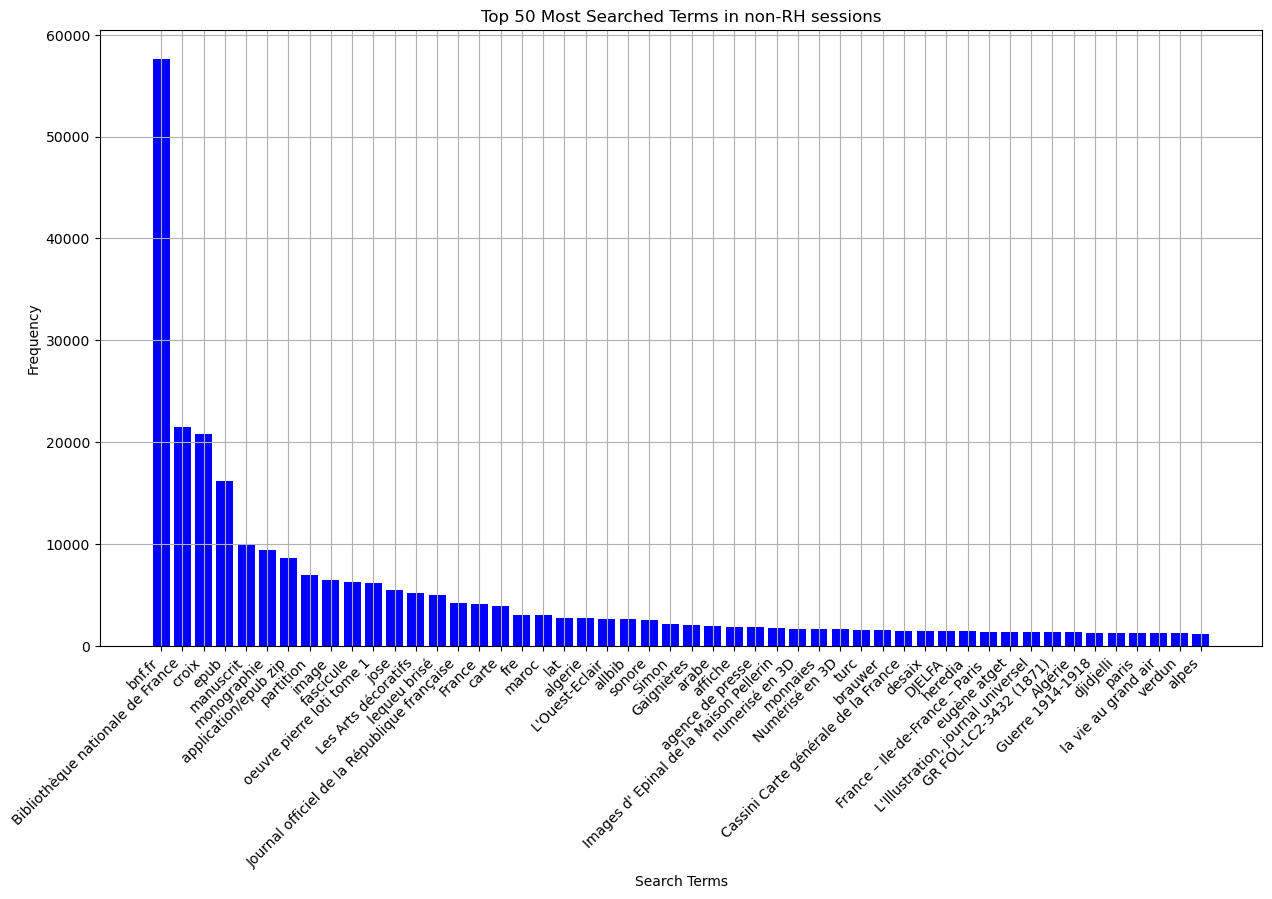 Top 50 Most Searched Terms in non-RH sessions
60000
50000
40000
30000
20000
10000
0
Frequency
bnf.fr
Bibliothèque nationale de France
croix
epub
manuscrit
monographie
application/epub zip
partition
image
fascicule
oeuvre pierre loti tome 1
jose
Les Arts décoratifs
lequeu brisé
Journal officiel de la République française
France
carte
fre
maroc
lat
algerie
L'Ouest-Eclair
allbib
sonore
Simon
Gaignières
arabe
affiche
agence de presse
Images d' Epinal de la Maison Pellerin
numerisé en 3D
monnaies
Numérisé en 3D
turc
brauwer
Cassini Carte générale de la France
desaix
DJELFA
heredia
France – Ile-de-France – Paris
eugène atget
L'Illustration, journal universel
GR FOL-LC2-3432 (1871)
Algérie
Guerre 1914-1918
djidjelli
paris
la vie au grand air
verdun
alpes
Search Terms